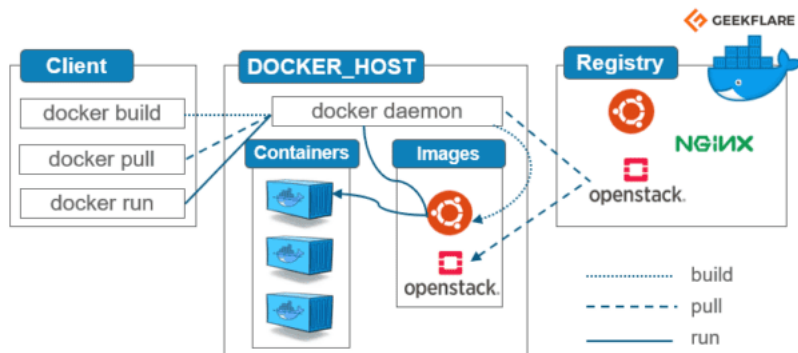 GEEKFLARE
Client
DOCKER_HOST
Registry
docker build
docker daemon
docker pull
docker run
Containers
Images
NGINX
openstack.
openstack.
build
pull
run